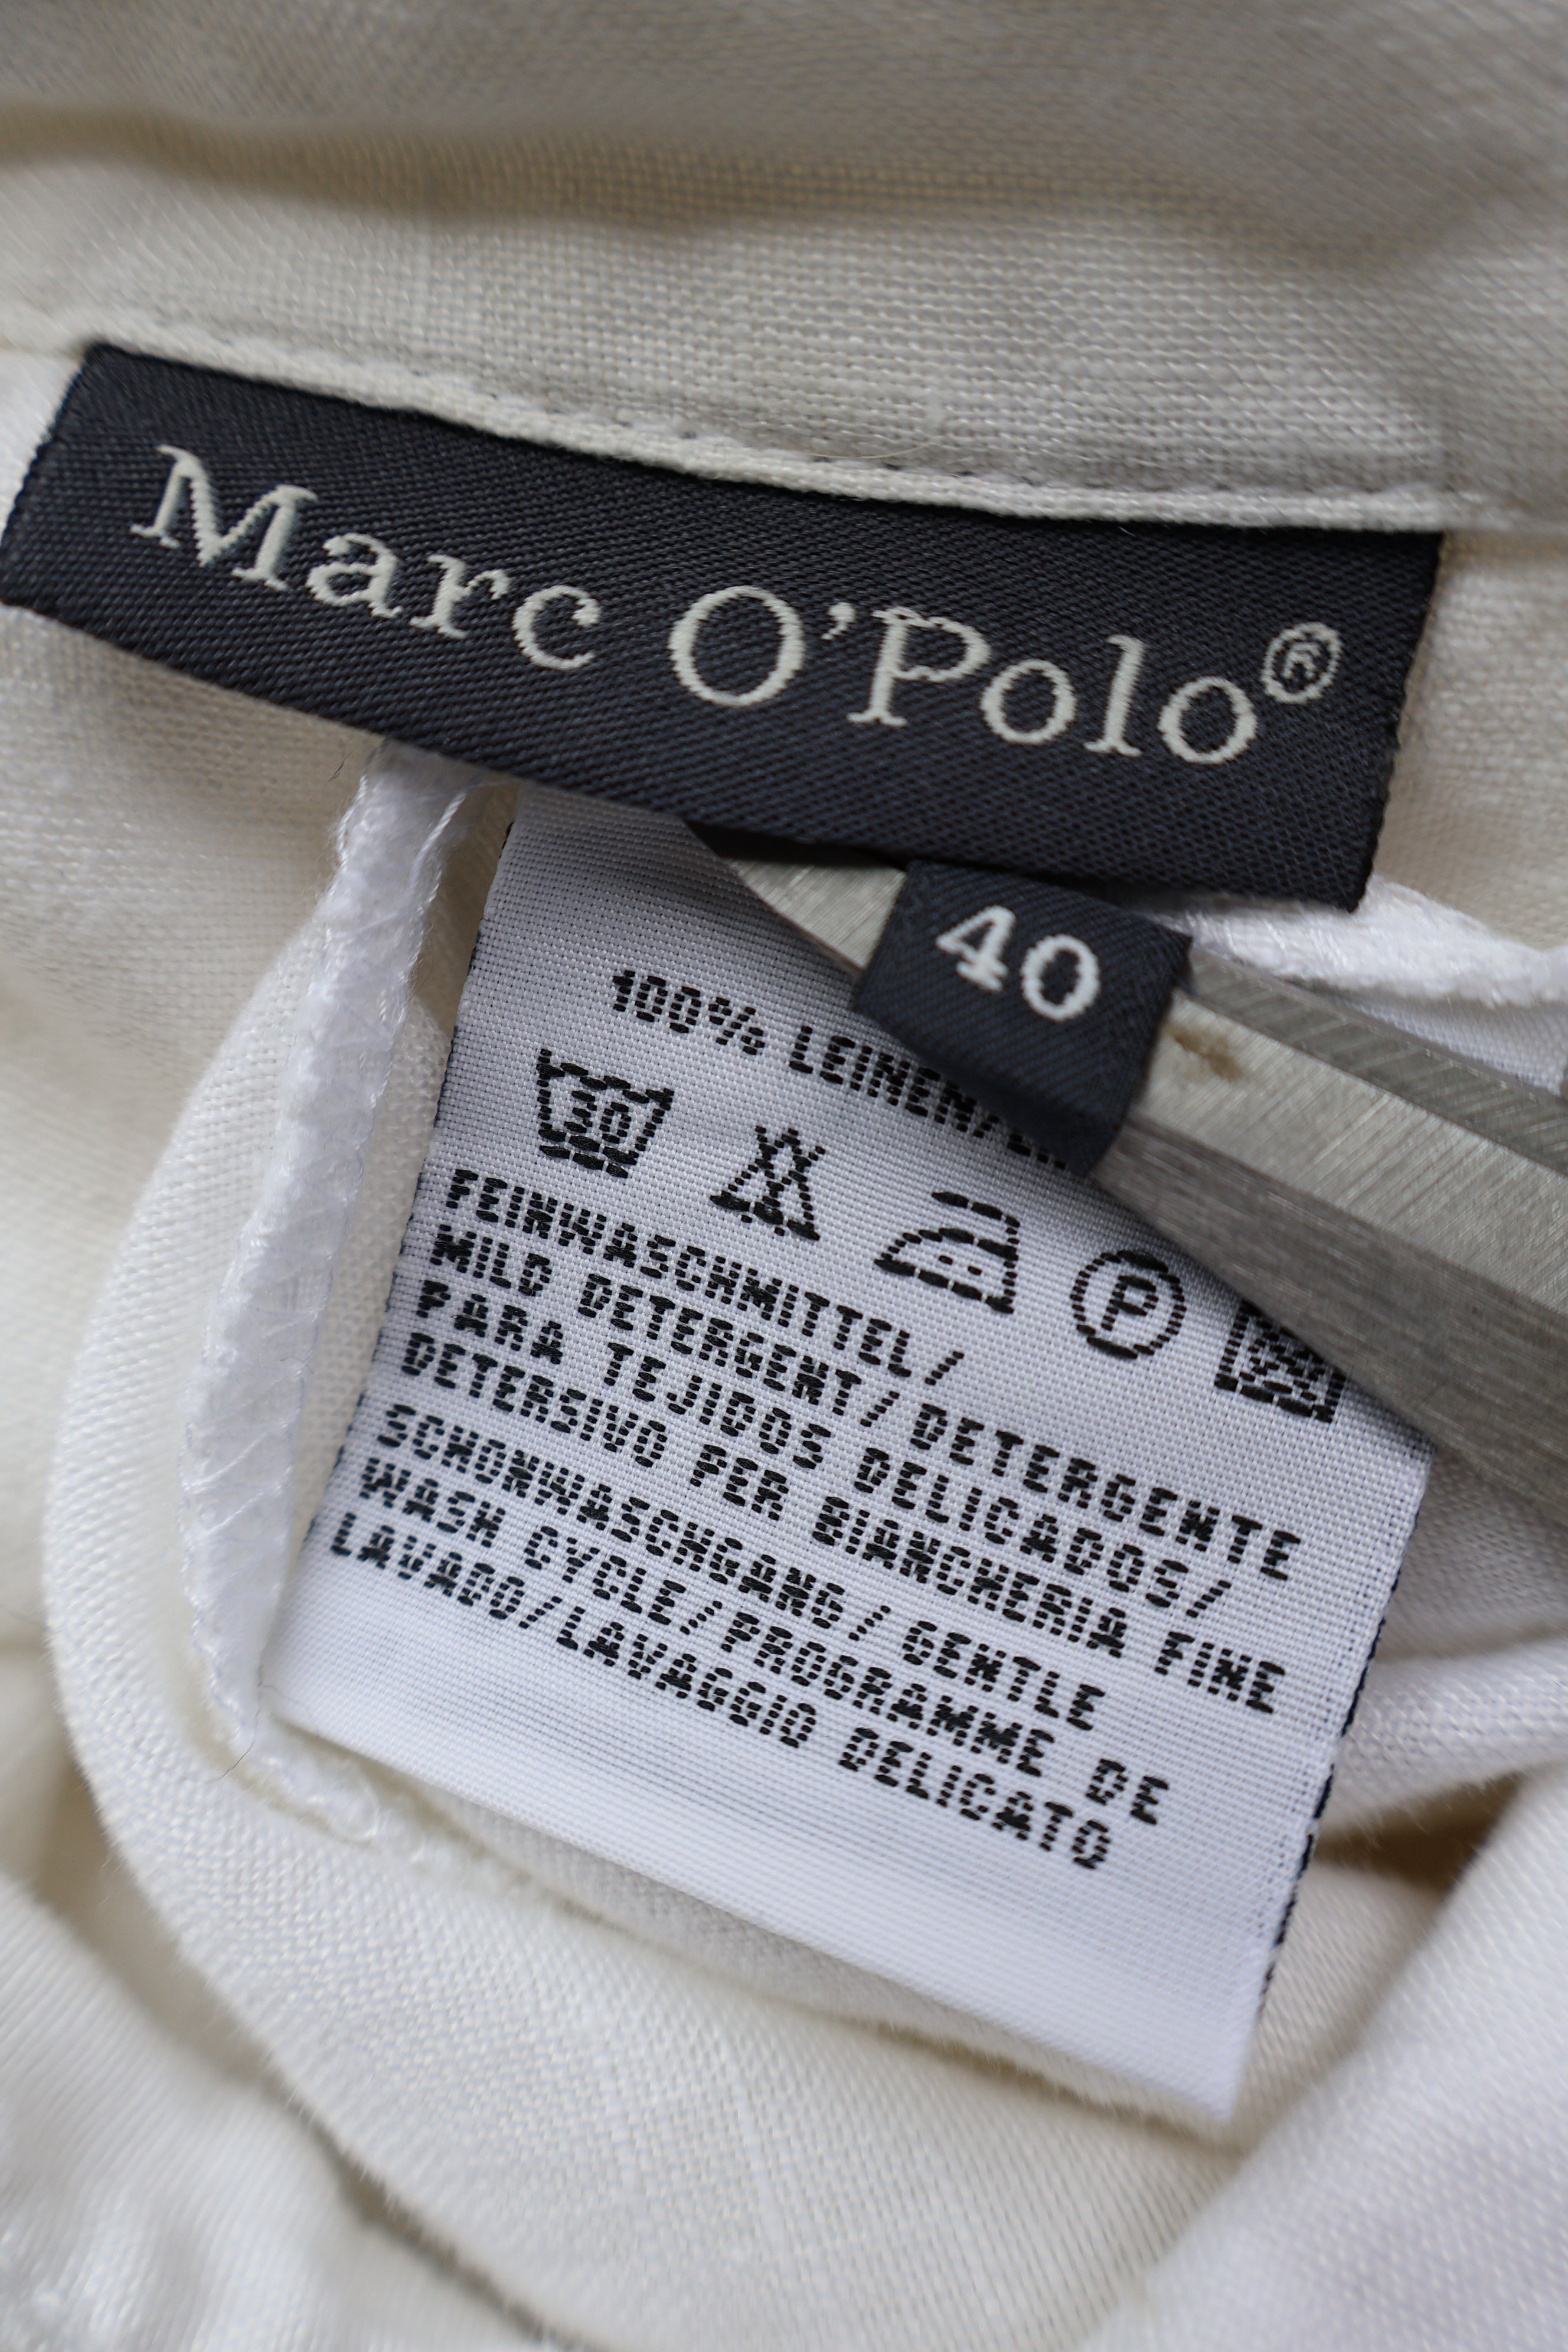 Marc O'Polo®
40
100% LEINEN/
30
P
FEINWASCHMITTEL/
MILD DETERGENT/DETERGENTE
PARA TEJIDOS DELICADOS/
DETERSIVO PER BIANCHERIA FINE
SCHONWASCHGANG/GENTLE
WASH CYCLE/PROGRAMME DE
LAVADO/LAVAGGIO DELICATO